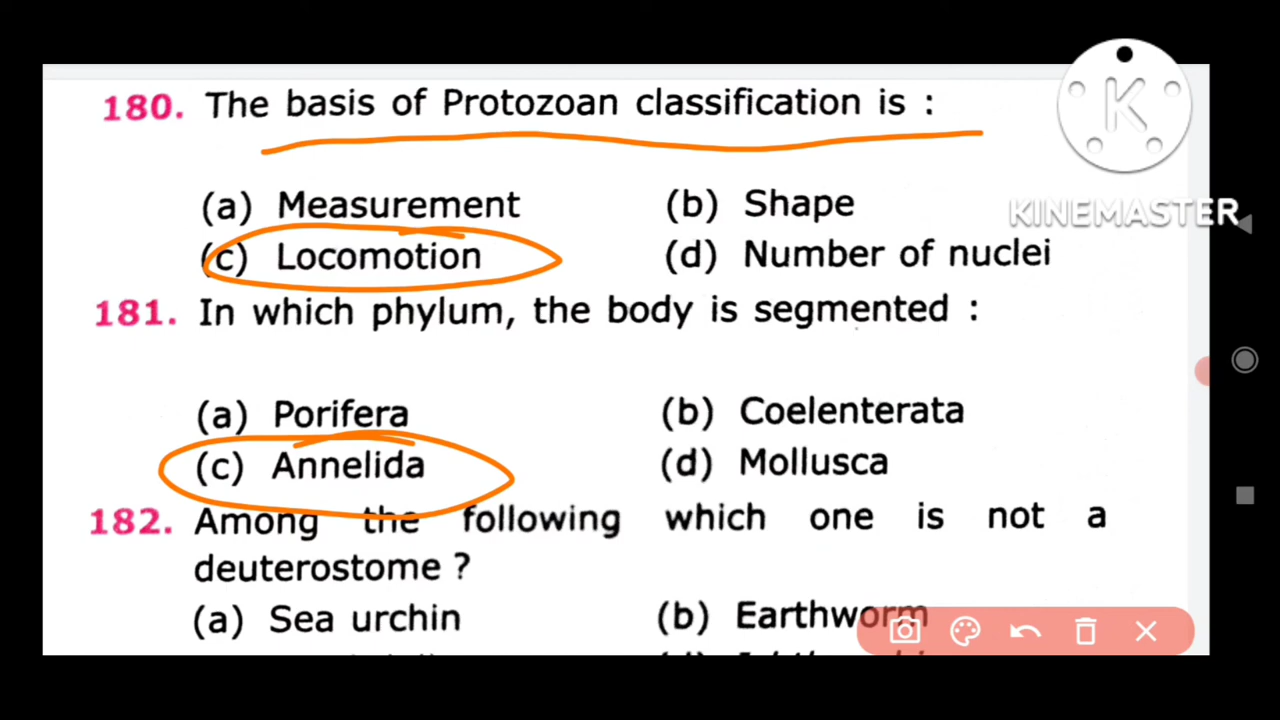 180. The basis of Protozoan classification is :
(a) Measurement (b) Shape
(c) Locomotion (d) Number of nuclei
181. In which phylum, the body is segmented :
(a) Porifera (b) Coelenterata
(c) Annelida (d) Mollusca
182. Among the following which one is not a
deuterostome ?
(a) Sea urchin (b) Earthworm
K
KINEMASTER